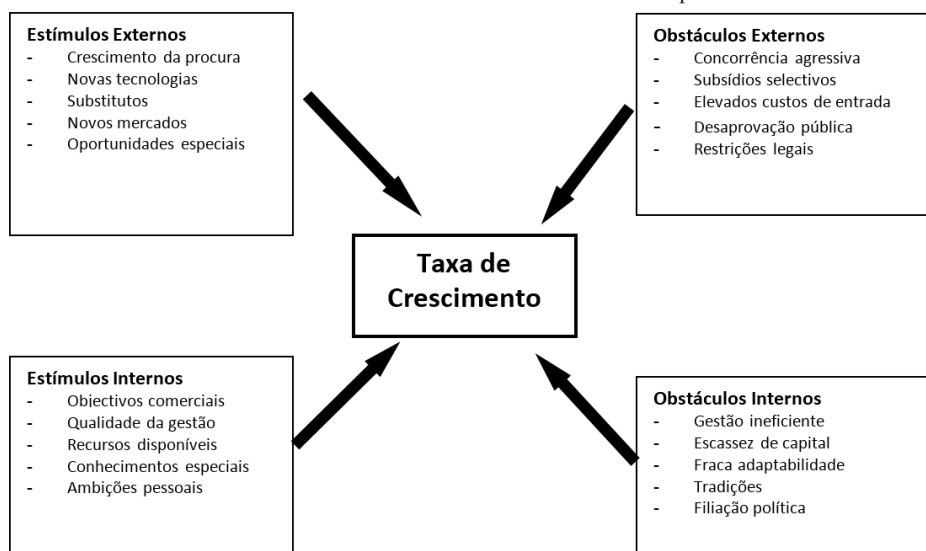 Estímulos Externos
- Crescimento da procura
- Novas tecnologias
- Substitutos
- Novos mercados
- Oportunidades especiais
Obstáculos Externos
- Concorrência agressiva
- Subsídios selectivos
- Elevados custos de entrada
- Desaprovação pública
- Restrições legais
Taxa de
Crescimento
Estímulos Internos
- Objectivos comerciais
- Qualidade da gestão
- Recursos disponíveis
- Conhecimentos especiais
- Ambições pessoais
Obstáculos Internos
- Gestão ineficiente
- Escassez de capital
- Fraca adaptabilidade
- Tradições
- Filiação política